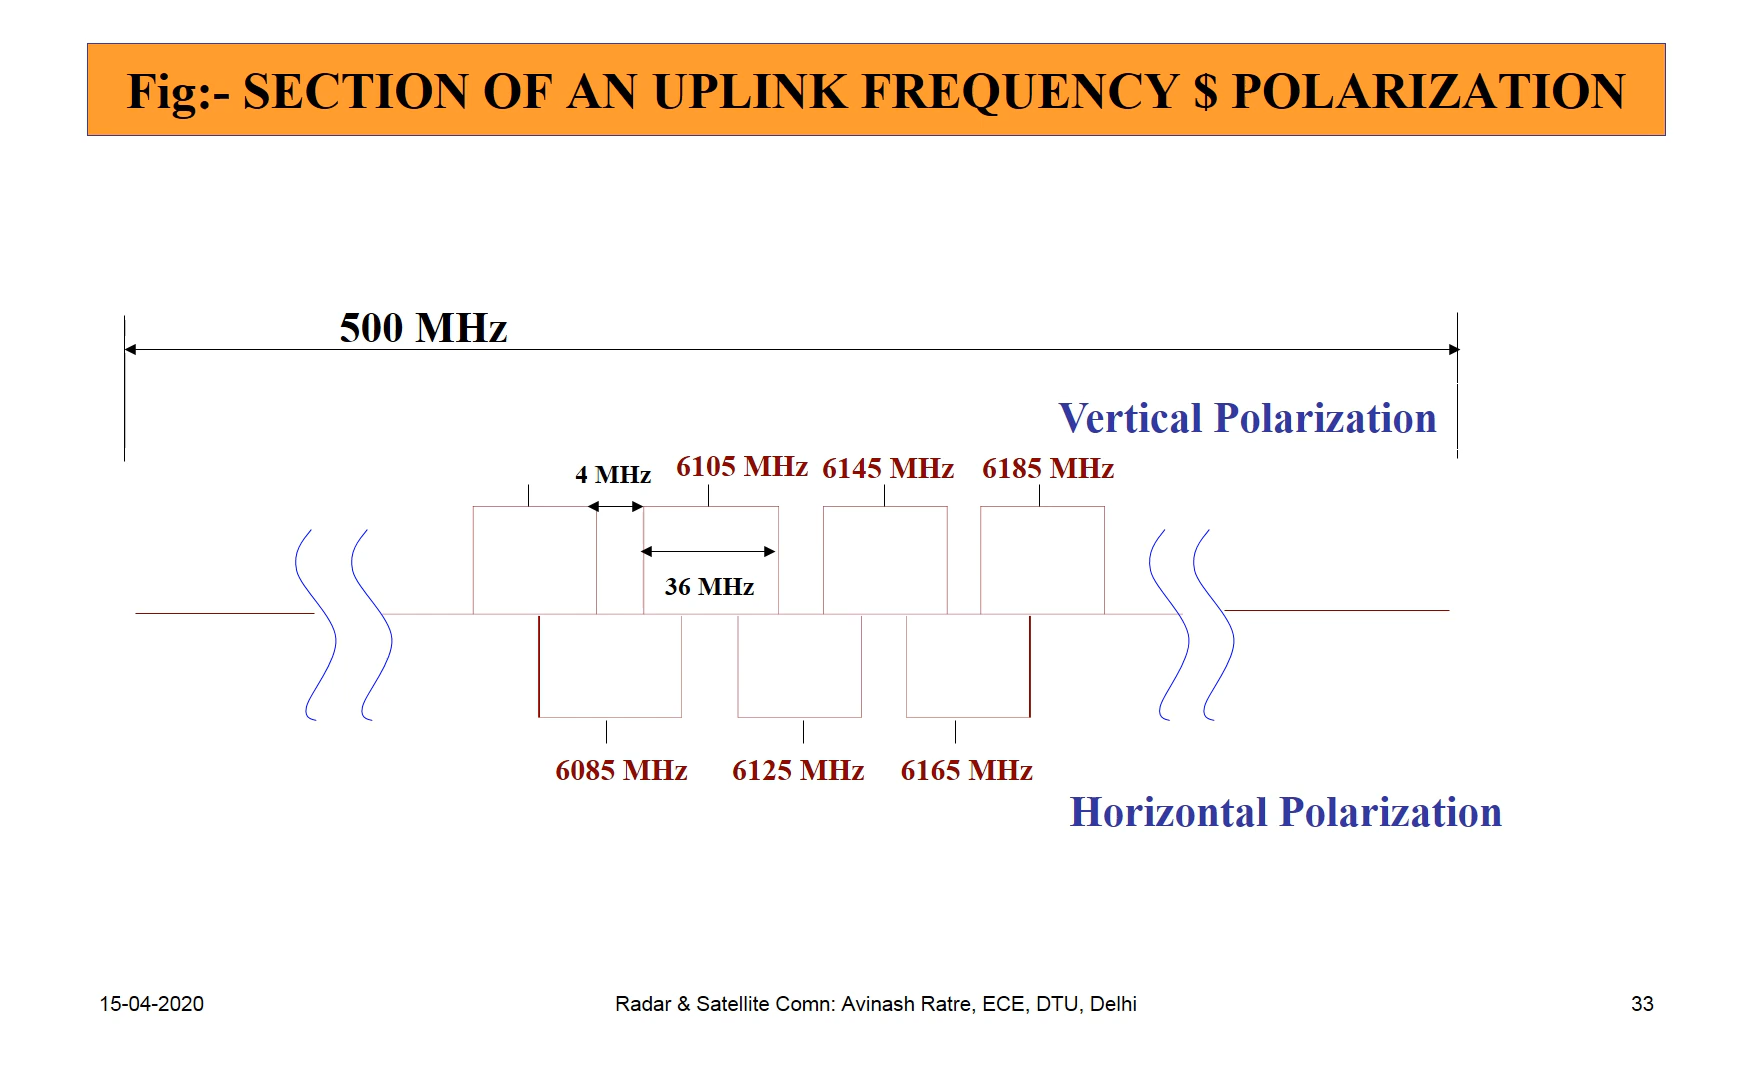 Fig:- SECTION OF AN UPLINK FREQUENCY $ POLARIZATION
500 MHz
Vertical Polarization
4 MHz
6105 MHz
6145 MHz
6185 MHz
36 MHz
6085 MHz
6125 MHz
6165 MHz
Horizontal Polarization
15-04-2020
Radar & Satellite Comn: Avinash Ratre, ECE, DTU, Delhi
33